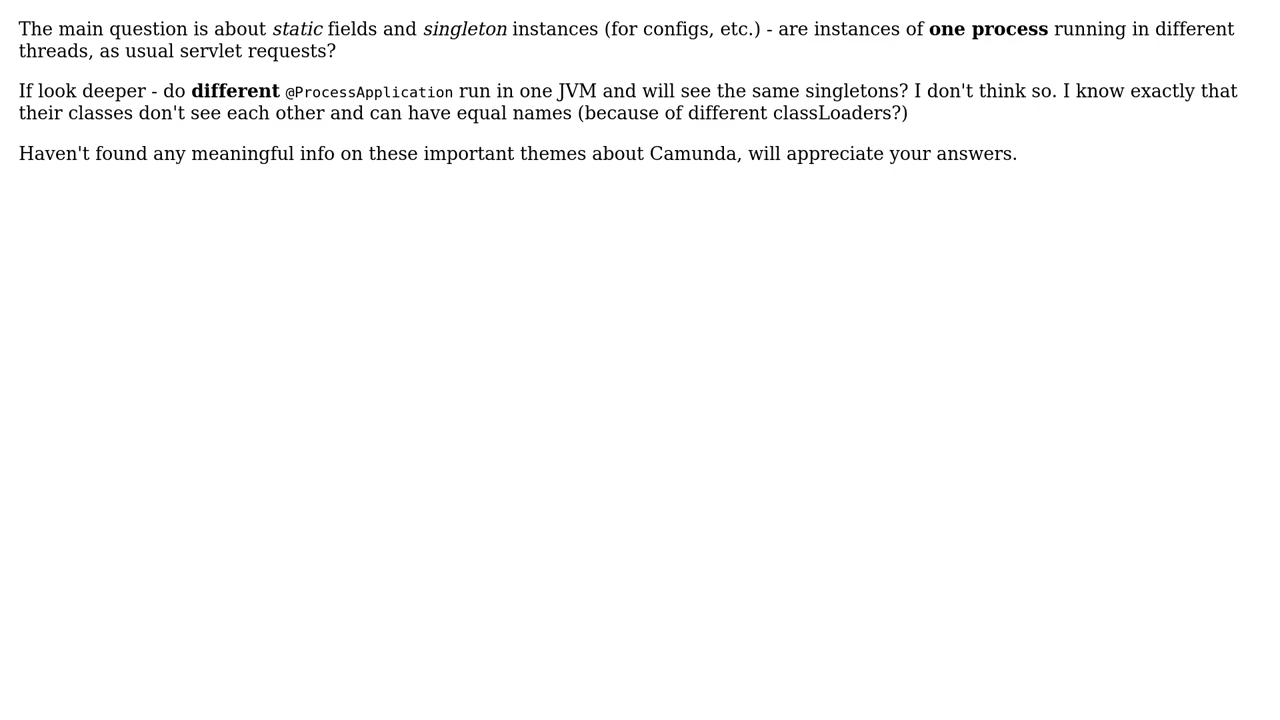 The main question is about static fields and singleton instances (for configs, etc.) - are instances of one process running in different
threads, as usual servlet requests?
If look deeper - do different @ProcessApplication run in one JVM and will see the same singletons? I don't think so. I know exactly that
their classes don't see each other and can have equal names (because of different classLoaders?)
Haven't found any meaningful info on these important themes about Camunda, will appreciate your answers.